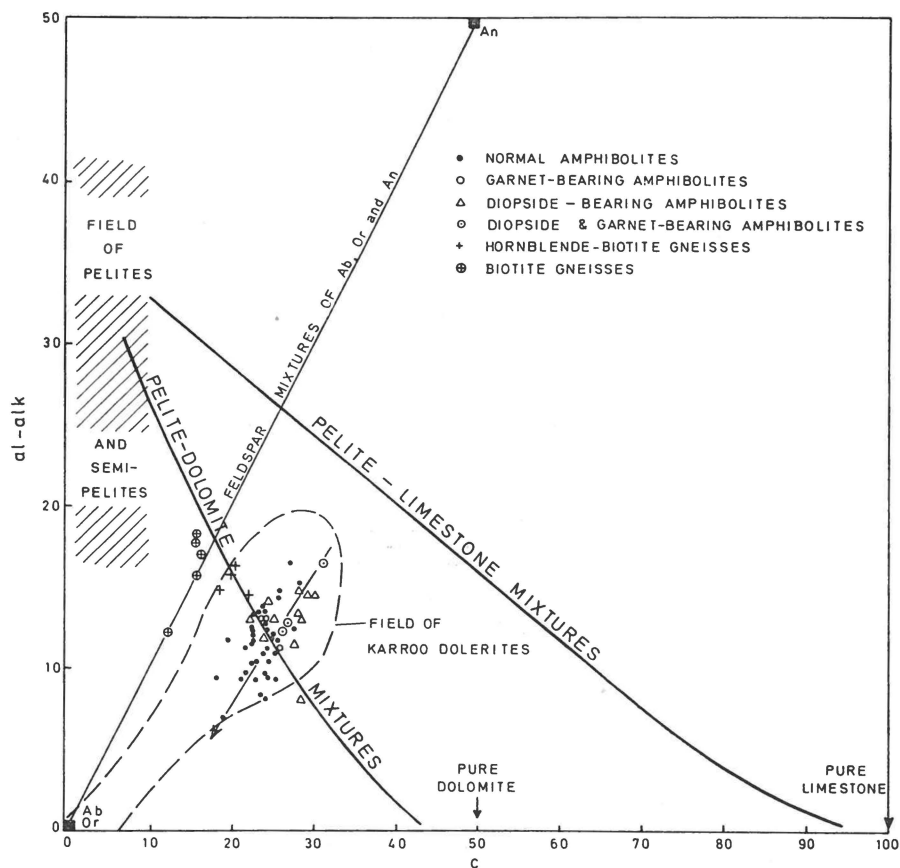 50
An
NORMAL AMPHIBOLITES
GARNET-BEARING AMPHIBOLITES
DIOPSIDE - BEARING AMPHIBOLITES
DIOPSIDE & GARNET-BEARING AMPHIBOLITES
HORNBLENDE-BIOTITE GNEISSES
BIOTITE GNEISSES
40
FIELD
OF
PELITES
30
AND
SEMI-
PELITES
20
10
0
al-alk
FELDSPAR MIXTURES OF Ab, Or and An
PELITE-DOLOMITE MIXTURES
PELITE - LIMESTONE MIXTURES
FIELD OF
KARROO DOLERITES
PURE
DOLOMITE
PURE
LIMESTONE
Ab
Or
0 10 20 30 40 50 60 70 80 90 100
C